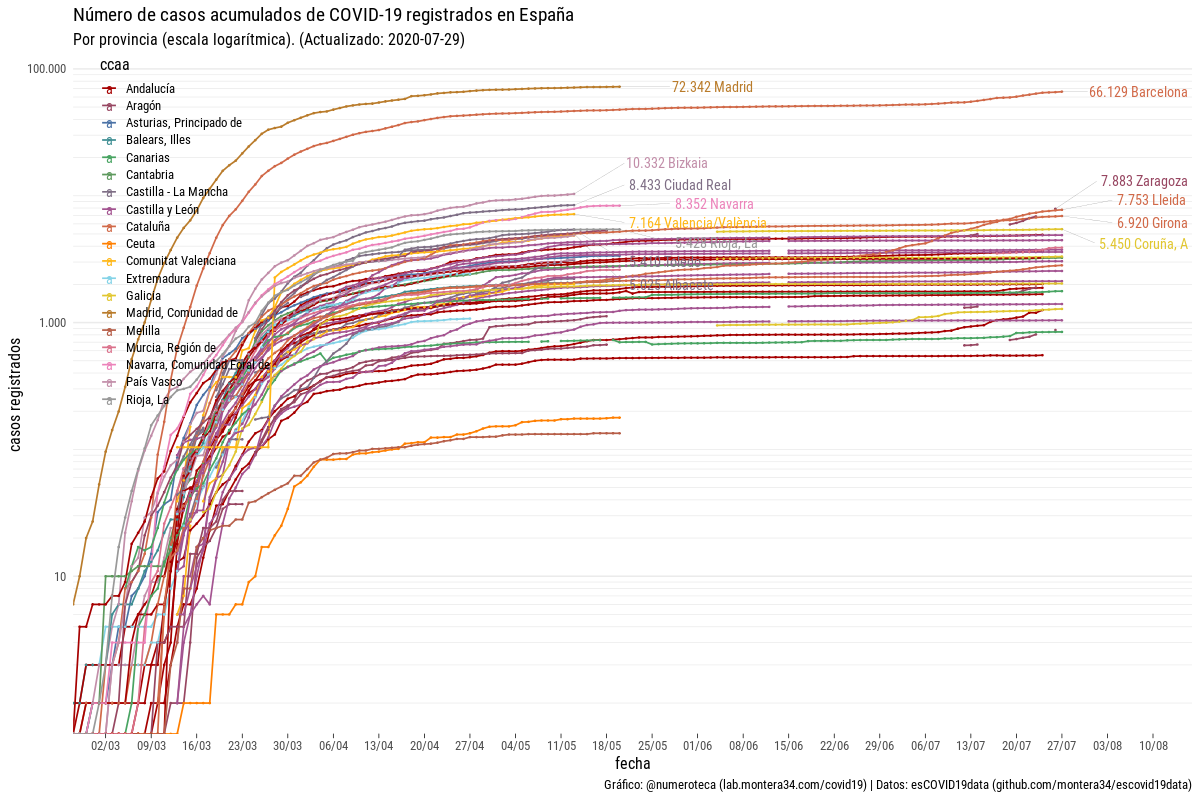 Número de casos acumulados de COVID-19 registrados en España
Por provincia (escala logarítmica). (Actualizado: 2020-07-29)
ccaa
Andalucía
Aragón
Asturias, Principado de
Balears, Illes
Canarias
Cantabria
Castilla - La Mancha
Castilla y León
Cataluña
Ceuta
Comunitat Valenciana
Extremadura
Galicia
Madrid, Comunidad de
Melilla
Murcia, Región de
Navarra, Comunidad Foral de
País Vasco
Rioja, La
100.000
1.000
10
casos registrados
72.342 Madrid
66.129 Barcelona
10.332 Bizkaia
8.433 Ciudad Real
8.352 Navarra
7.164 Valencia/València
Rioja, La
Albacete
7.883 Zaragoza
7.753 Lleida
6.920 Girona
5.450 Coruña, A
02/03 09/03 16/03 23/03 30/03 06/04 13/04 20/04 27/04 04/05 11/05 18/05 25/05 01/06 08/06 15/06 22/06 29/06 06/07 13/07 20/07 27/07 03/08 10/08
fecha
Gráfico: @numeroteca (lab.montera34.com/covid19) | Datos: esCOVID19data (github.com/montera34/escovid19data)